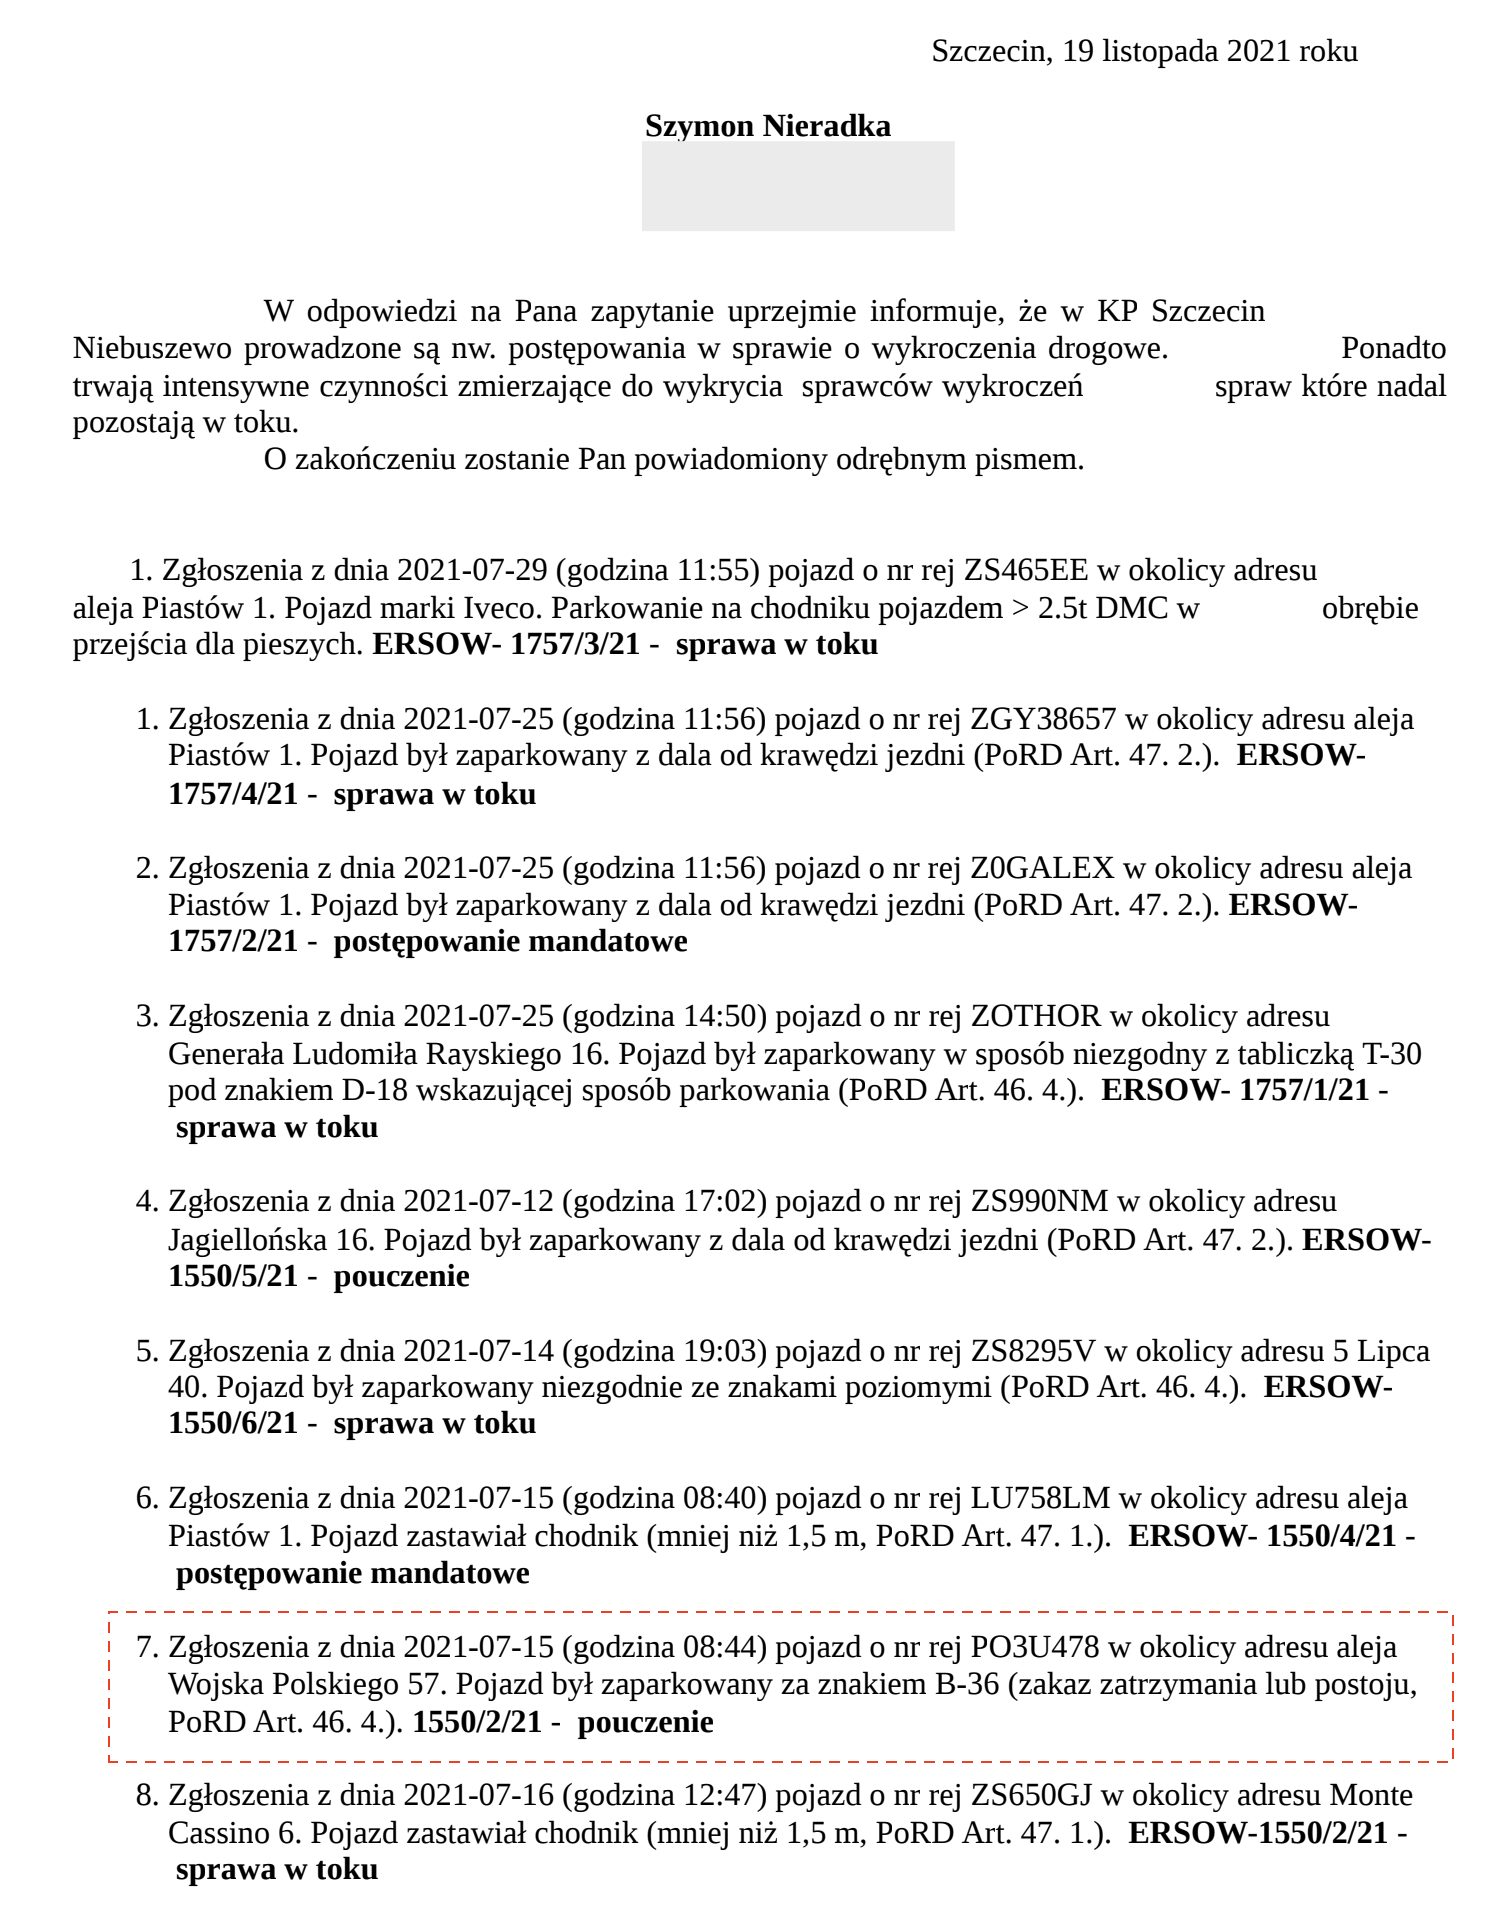 Szczecin, 19 listopada 2021 roku
Szymon Nieradka
W odpowiedzi na Pana zapytanie uprzejmie informuje, że w KP Szczecin
Niebuszewo prowadzone są nw. postępowania w sprawie o wykroczenia drogowe. Ponadto
trwają intensywne czynności zmierzające do wykrycia sprawców wykroczeń spraw które nadal
pozostają w toku.
O zakończeniu zostanie Pan powiadomiony odrębnym pismem.
1. Zgłoszenia z dnia 2021-07-29 (godzina 11:55) pojazd o nr rej ZS465EE w okolicy adresu
aleja Piastów 1. Pojazd marki Iveco. Parkowanie na chodniku pojazdem > 2.5t DMC w obrębie
przejścia dla pieszych. ERSOW- 1757/3/21 - sprawa w toku
1. Zgłoszenia z dnia 2021-07-25 (godzina 11:56) pojazd o nr rej ZGY38657 w okolicy adresu aleja
Piastów 1. Pojazd był zaparkowany z dala od krawędzi jezdni (PoRD Art. 47. 2.). ERSOW-
1757/4/21 - sprawa w toku
2. Zgłoszenia z dnia 2021-07-25 (godzina 11:56) pojazd o nr rej Z0GALEX w okolicy adresu aleja
Piastów 1. Pojazd był zaparkowany z dala od krawędzi jezdni (PoRD Art. 47. 2.). ERSOW-
1757/2/21 - postępowanie mandatowe
3. Zgłoszenia z dnia 2021-07-25 (godzina 14:50) pojazd o nr rej ZOTHOR w okolicy adresu
Generała Ludomiła Rayskiego 16. Pojazd był zaparkowany w sposób niezgodny z tabliczką T-30
pod znakiem D-18 wskazującej sposób parkowania (PoRD Art. 46. 4.). ERSOW- 1757/1/21 -
sprawa w toku
4. Zgłoszenia z dnia 2021-07-12 (godzina 17:02) pojazd o nr rej ZS990NM w okolicy adresu
Jagiellońska 16. Pojazd był zaparkowany z dala od krawędzi jezdni (PoRD Art. 47. 2.). ERSOW-
1550/5/21 - pouczenie
5. Zgłoszenia z dnia 2021-07-14 (godzina 19:03) pojazd o nr rej ZS8295V w okolicy adresu 5 Lipca
40. Pojazd był zaparkowany niezgodnie ze znakami poziomymi (PoRD Art. 46. 4.). ERSOW-
1550/6/21 - sprawa w toku
6. Zgłoszenia z dnia 2021-07-15 (godzina 08:40) pojazd o nr rej LU758LM w okolicy adresu aleja
Piastów 1. Pojazd zastawiał chodnik (mniej niż 1,5 m, PoRD Art. 47. 1.). ERSOW- 1550/4/21 -
postępowanie mandatowe
7. Zgłoszenia z dnia 2021-07-15 (godzina 08:44) pojazd o nr rej PO3U478 w okolicy adresu aleja
Wojska Polskiego 57. Pojazd był zaparkowany za znakiem B-36 (zakaz zatrzymania lub postoju,
PoRD Art. 46. 4.). 1550/2/21 - pouczenie
8. Zgłoszenia z dnia 2021-07-16 (godzina 12:47) pojazd o nr rej ZS650GJ w okolicy adresu Monte
Cassino 6. Pojazd zastawiał chodnik (mniej niż 1,5 m, PoRD Art. 47. 1.). ERSOW-1550/2/21 -
sprawa w toku